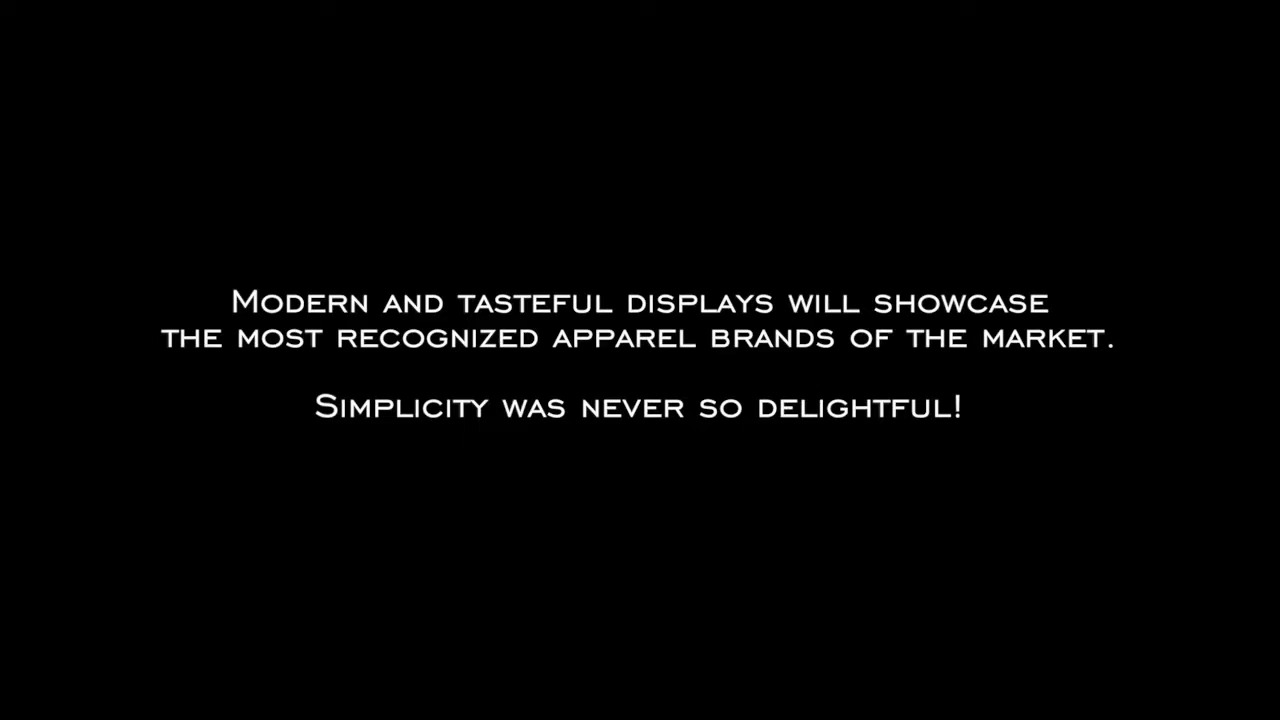 Modern and tasteful displays will showcase
the most recognized apparel brands of the market.
Simplicity was never so delightful!